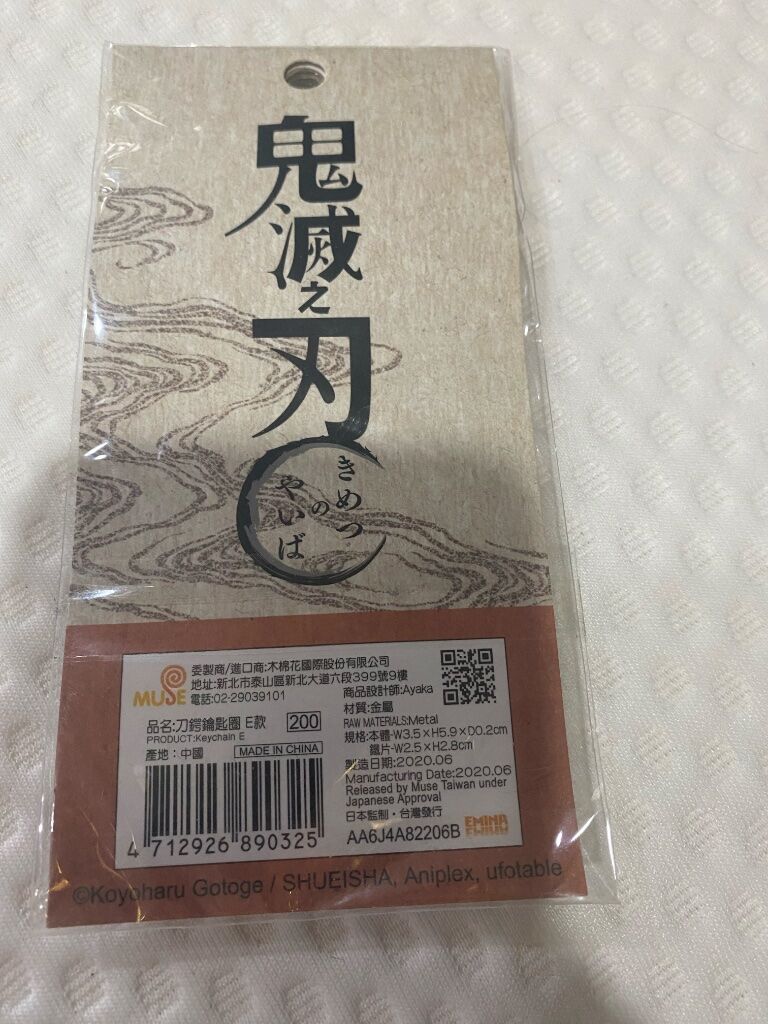 鬼滅之刃
きめつの
やいば
MUSE
委製商/進口商:木棉花國際股份有限公司
地址:新北市泰山區新北大道六段399號9樓
電話:02-29039101
商品設計師:Ayaka
品名:刀鍔鑰匙圈 E款 200
PRODUCT:Keychain E
產地：中國 MADE IN CHINA
4 712926 890325
材質:金屬
RAW MATERIALS:Metal
規格:本體-W3.5×H5.9×D0.2cm
鐵片-W2.5×H2.8cm
製造日期:2020.06
Manufacturing Date:2020.06
Released by Muse Taiwan under
Japanese Approval
日本監制・台灣發行
AA6J4A82206B
©Koyoharu Gotoge / SHUEISHA, Aniplex, ufotable